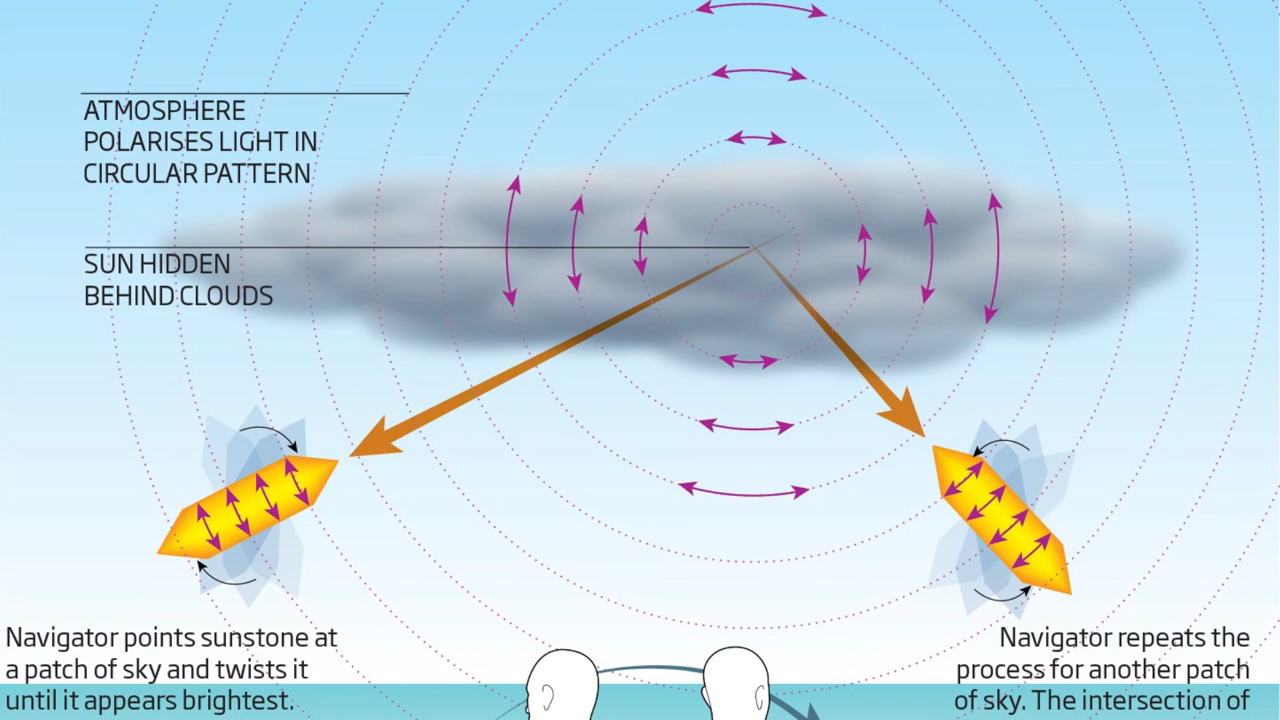 ATMOSPHERE
POLARISES LIGHT IN
CIRCULAR PATTERN
SUN HIDDEN
BEHIND CLOUDS
Navigator points sunstone at
a patch of sky and twists it
until it appears brightest.
Navigator repeats the
process for another patch
of sky. The intersection of